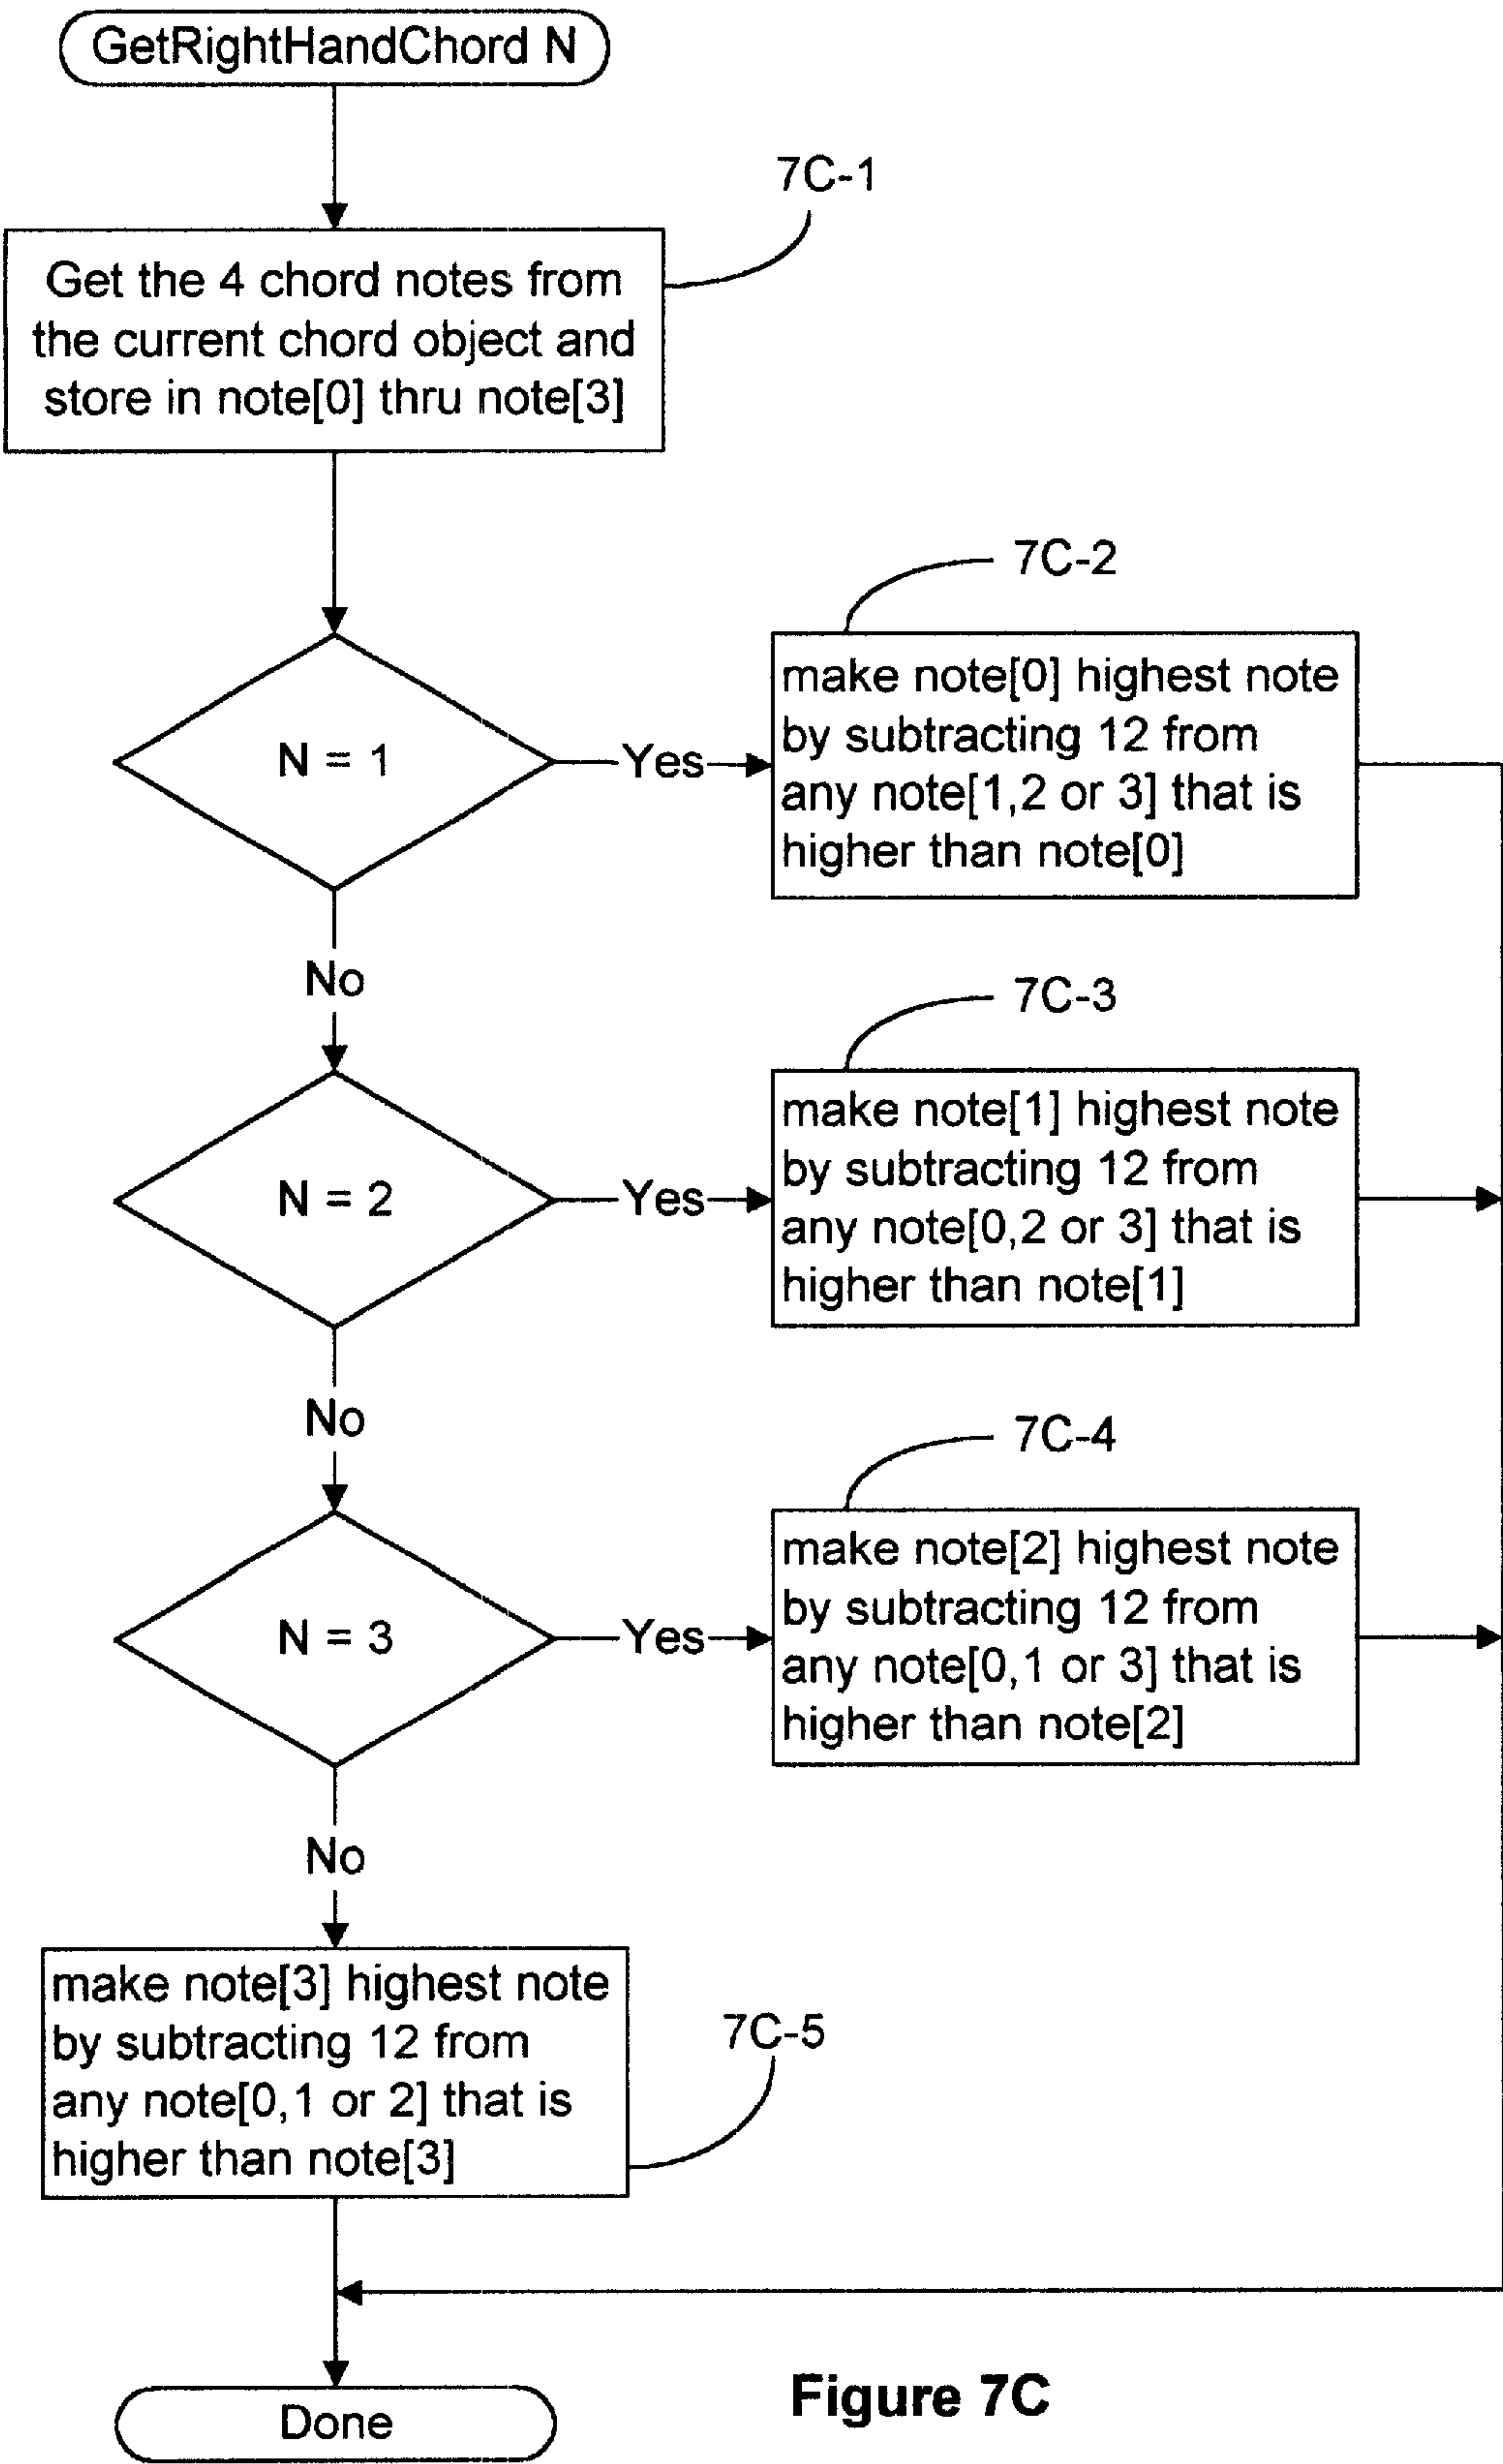 GetRightHandChord N
7C-1
Get the 4 chord notes from
the current chord object and
store in note[0] thru note[3]
7C-2
N = 1
Yes
make note[0] highest note
by subtracting 12 from
any note[1,2 or 3] that is
higher than note[0]
No
7C-3
N = 2
Yes
make note[1] highest note
by subtracting 12 from
any note[0,2 or 3] that is
higher than note[1]
No
7C-4
N = 3
Yes
make note[2] highest note
by subtracting 12 from
any note[0,1 or 3] that is
higher than note[2]
No
make note[3] highest note
by subtracting 12 from
any note[0,1 or 2] that is
higher than note[3]
7C-5
Done
Figure 7C